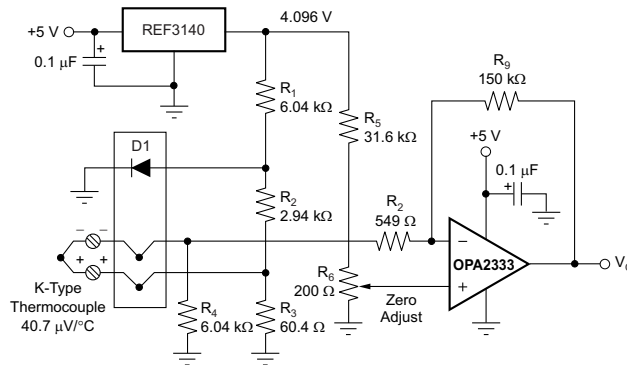 +5 V
REF3140
4.096 V
0.1 μF
+
R1
6.04 kΩ
R5
31.6 kΩ
R9
150 kΩ
+5 V
0.1 μF
+
D1
R2
2.94 kΩ
R2
549 Ω
− −
+ +
K-Type
Thermocouple
40.7 μV/°C
R4
6.04 kΩ
R3
60.4 Ω
R6
200 Ω
Zero
Adjust
−
OPA2333
+